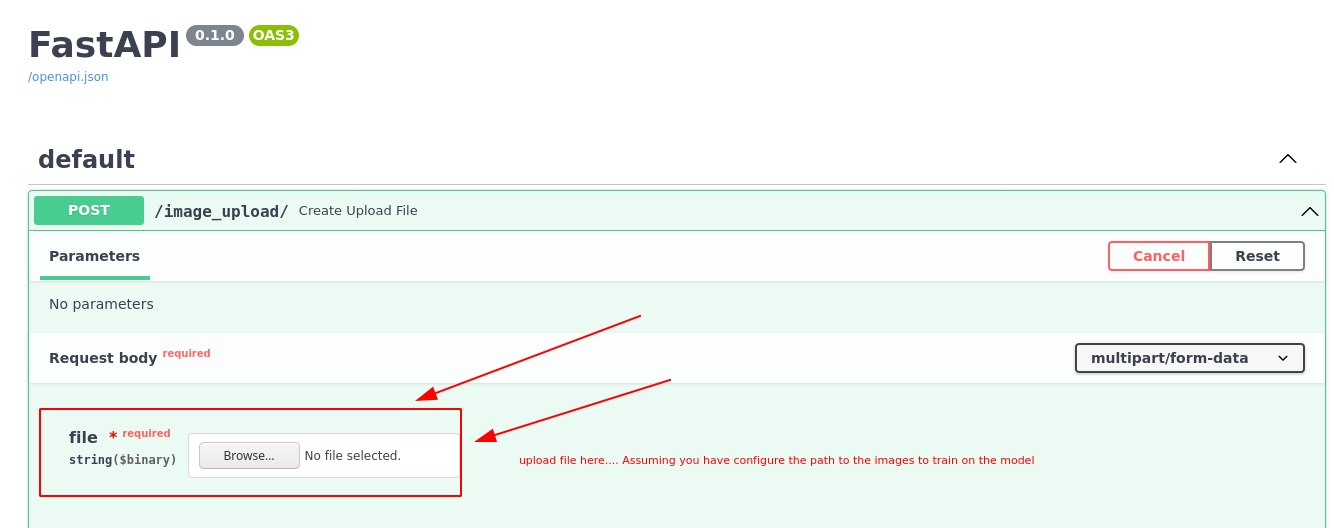 FastAPI 0.1.0 OAS3
/openapi.json
default
POST /image_upload/ Create Upload File
Parameters
Cancel Reset
No parameters
Request body required
multipart/form-data
file * required
string($binary)
Browse... No file selected.
upload file here.... Assuming you have configure the path to the images to train on the model